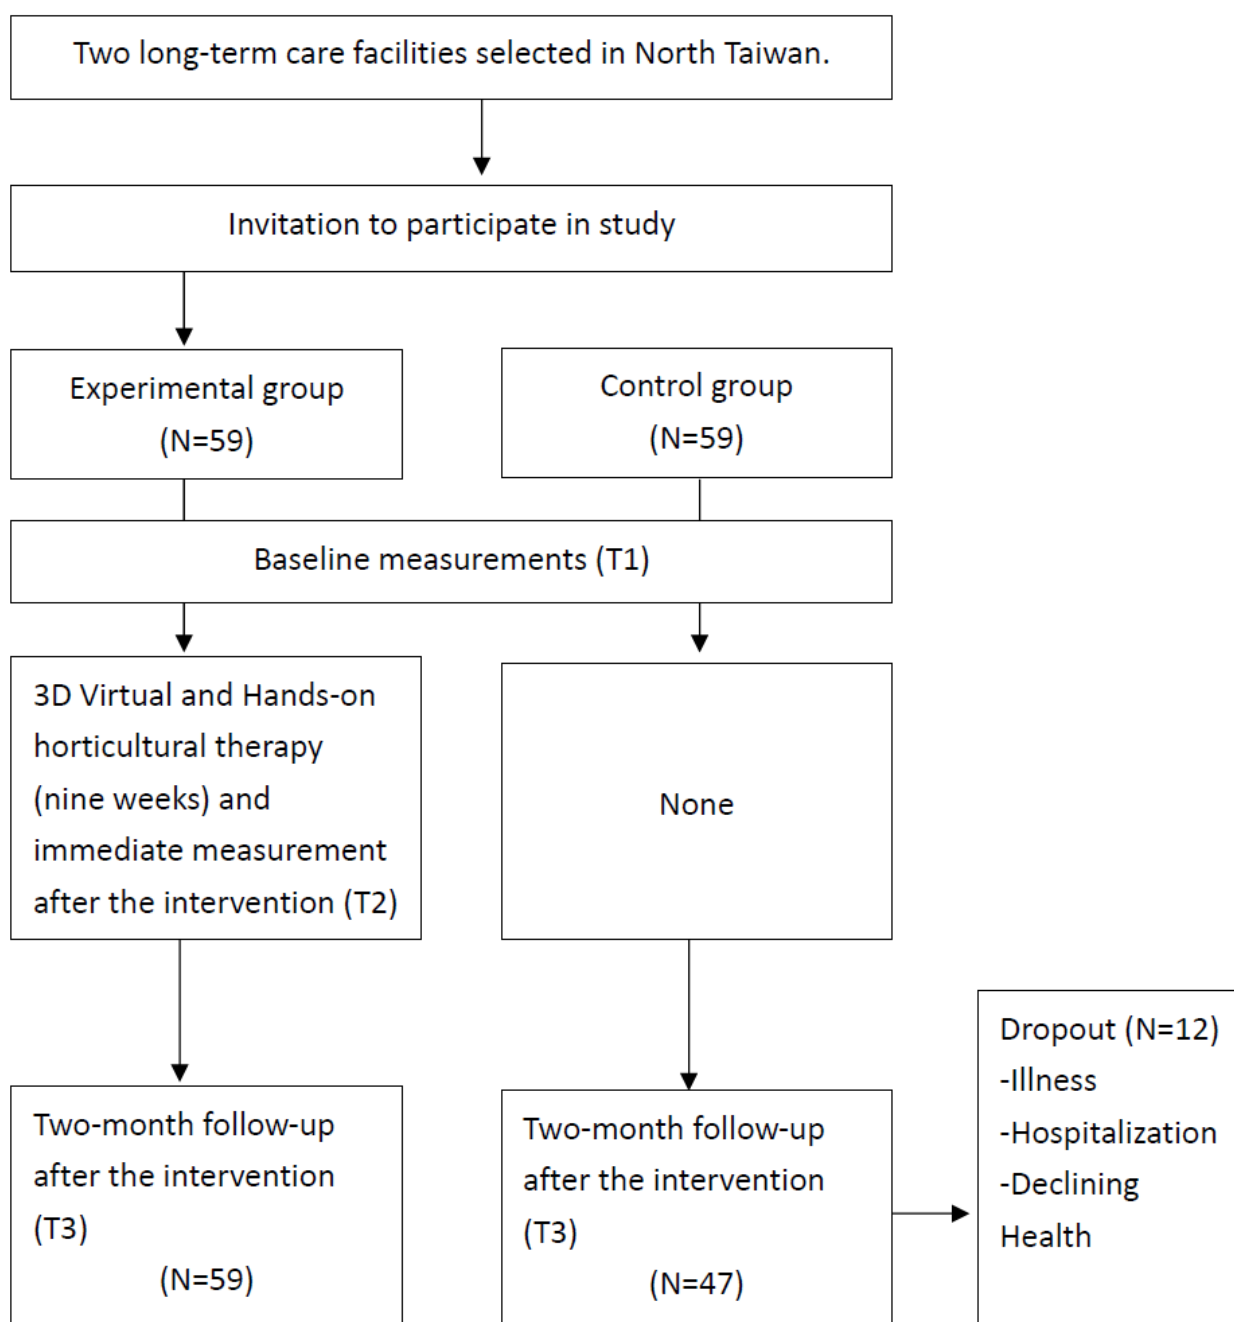 Two long-term care facilities selected in North Taiwan.
Invitation to participate in study
Experimental group
(N=59)
Control group
(N=59)
Baseline measurements (T1)
3D Virtual and Hands-on
horticultural therapy
(nine weeks) and
immediate measurement
after the intervention (T2)
None
Two-month follow-up
after the intervention
(T3)
(N=59)
Two-month follow-up
after the intervention
(T3)
(N=47)
Dropout (N=12)
-Illness
-Hospitalization
-Declining
Health